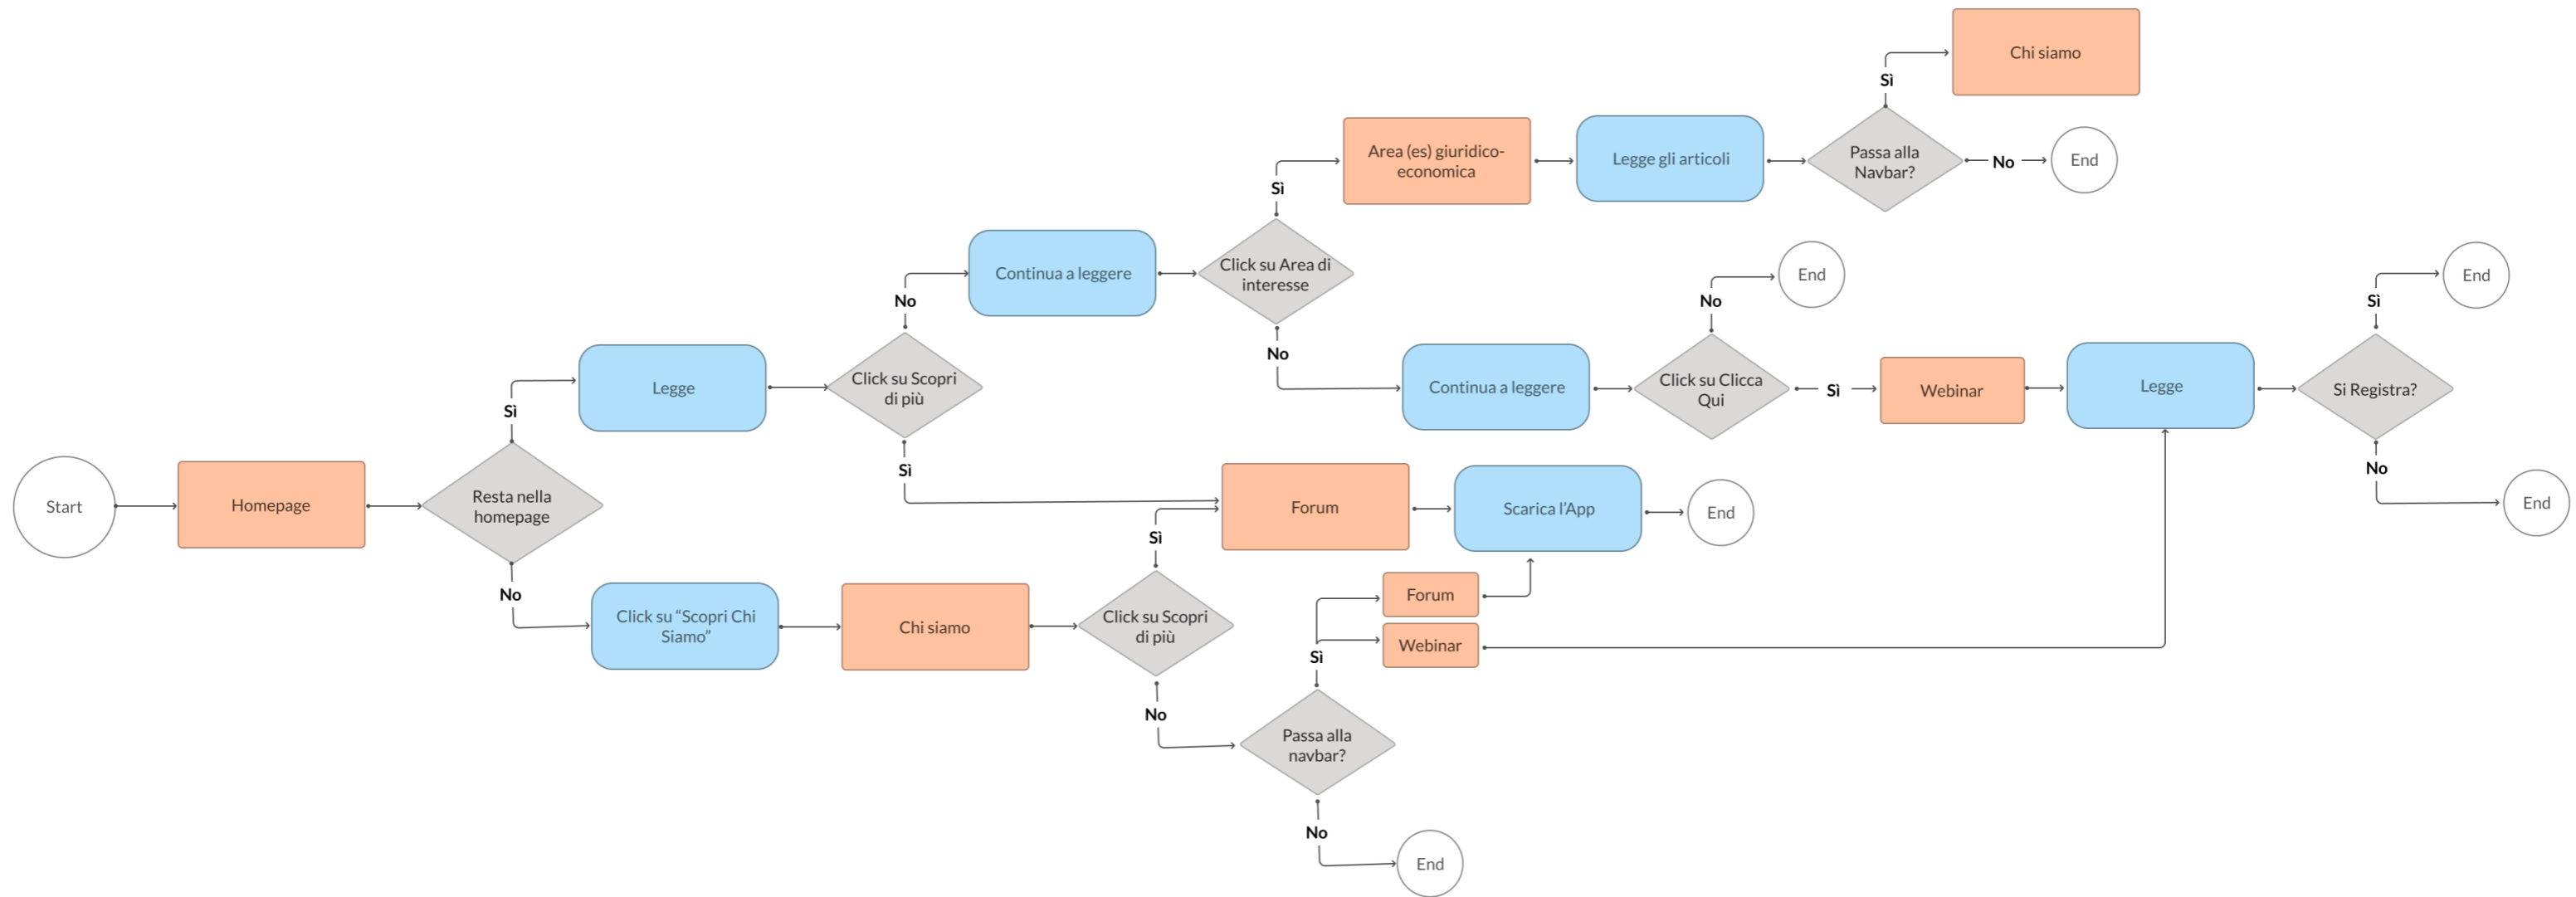 Chi siamo
Sì
Area (es) giuridico-
economica
Legge gli articoli
Passa alla
Navbar?
No
End
Sì
Continua a leggere
Click su Area di
interesse
No
No
End
Sì
End
No
Legge
Click su Scopri
di più
Continua a leggere
Click su Clicca
Qui
Sì
Webinar
Legge
Si Registra?
Sì
Sì
No
Start
Homepage
Resta nella
homepage
Forum
Scarica l'App
End
End
Sì
No
Click su “Scopri Chi
Siamo”
Chi siamo
Click su Scopri
di più
Forum
Webinar
Sì
No
Passa alla
navbar?
No
End